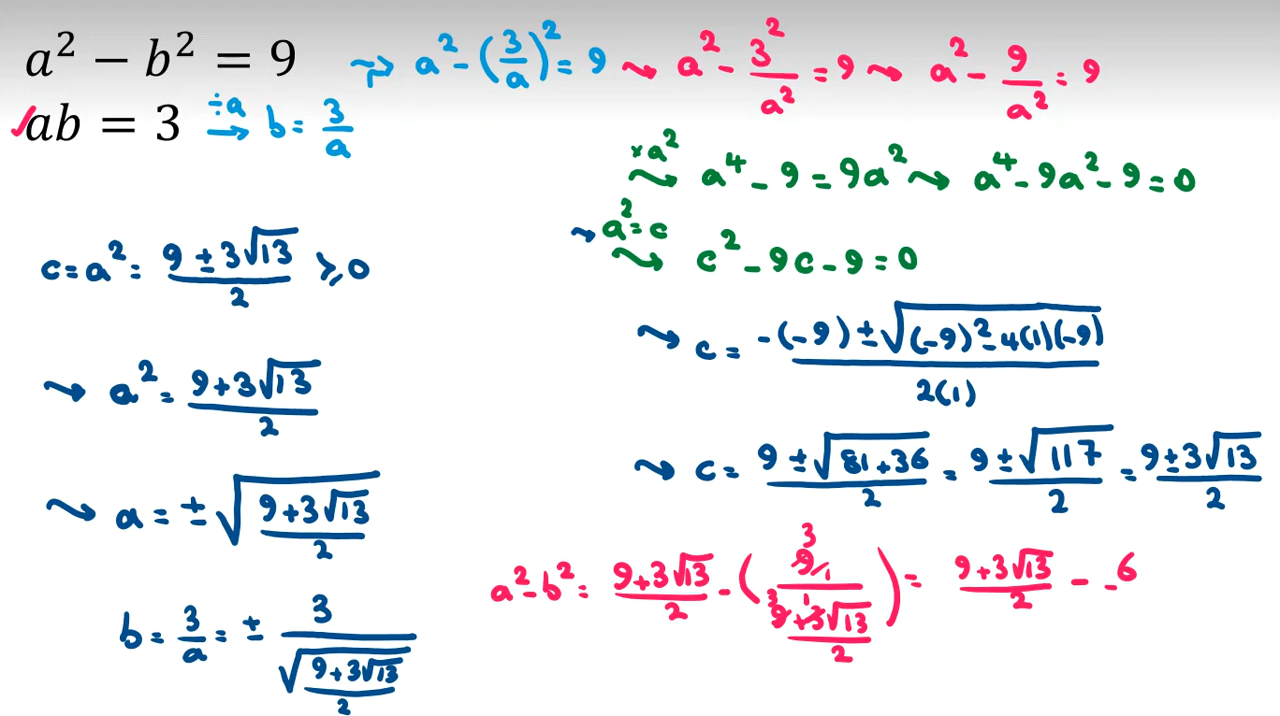 a² − b² = 9 ⇝ a² - (3/a)² = 9 ⇝ a² - 3²/a² = 9 ⇝ a² - 9/a² = 9
✓ab = 3 ÷a → b = 3/a
×a² ⇝ a⁴ - 9 = 9a² ⇝ a⁴ - 9a² - 9 = 0
→ a² = c ⇝ c² - 9c - 9 = 0
⇝ c = (-(-9) ± √((-9)² - 4(1)(-9)))/2(1)
⇝ c = (9 ± √(81+36))/2 = (9 ± √117)/2 = (9 ± 3√13)/2
c = a² = (9 ± 3√13)/2 ≥ 0
⇝ a² = (9+3√13)/2
⇝ a = ± √((9+3√13)/2)
b = 3/a = ± 3/√((9+3√13)/2)
a² - b² = (9+3√13)/2 - (9/((9+3√13)/2)) = (9+3√13)/2 - -6